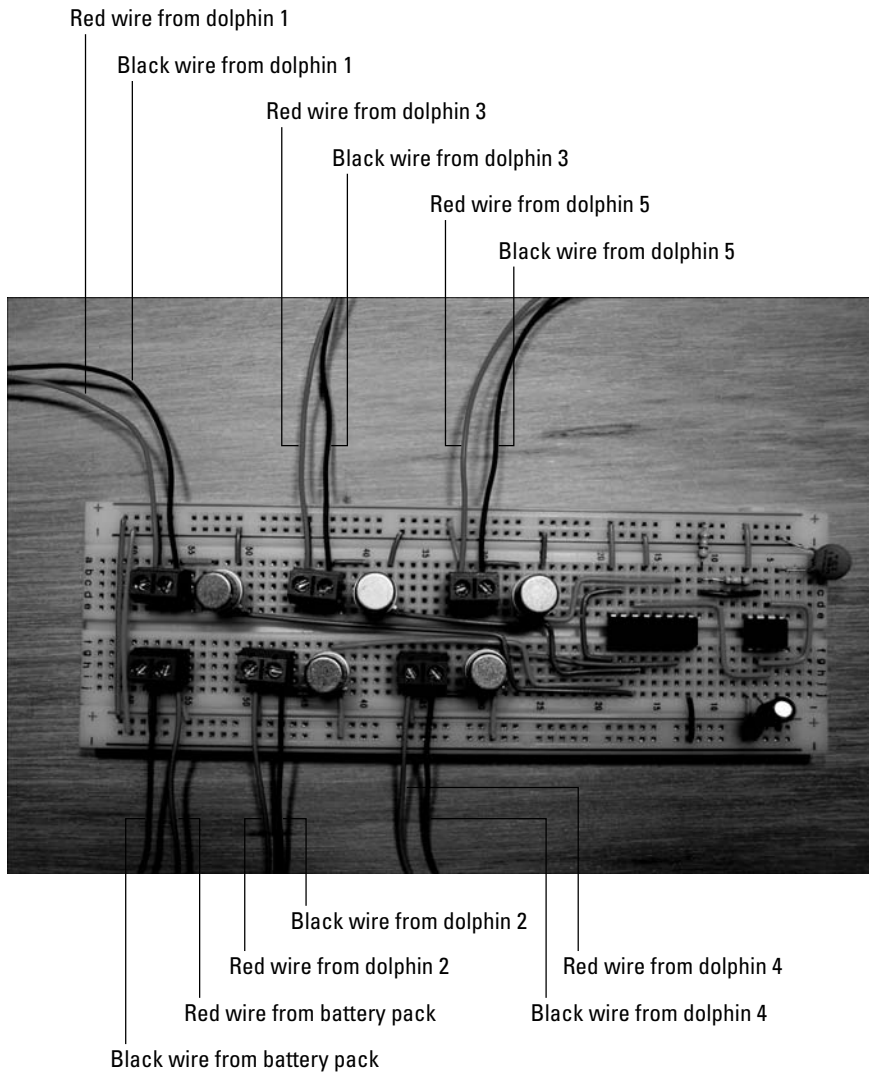 Red wire from dolphin 1
Black wire from dolphin 1
Red wire from dolphin 3
Black wire from dolphin 3
Red wire from dolphin 5
Black wire from dolphin 5
Black wire from dolphin 2
Red wire from dolphin 2
Red wire from dolphin 4
Red wire from battery pack
Black wire from dolphin 4
Black wire from battery pack